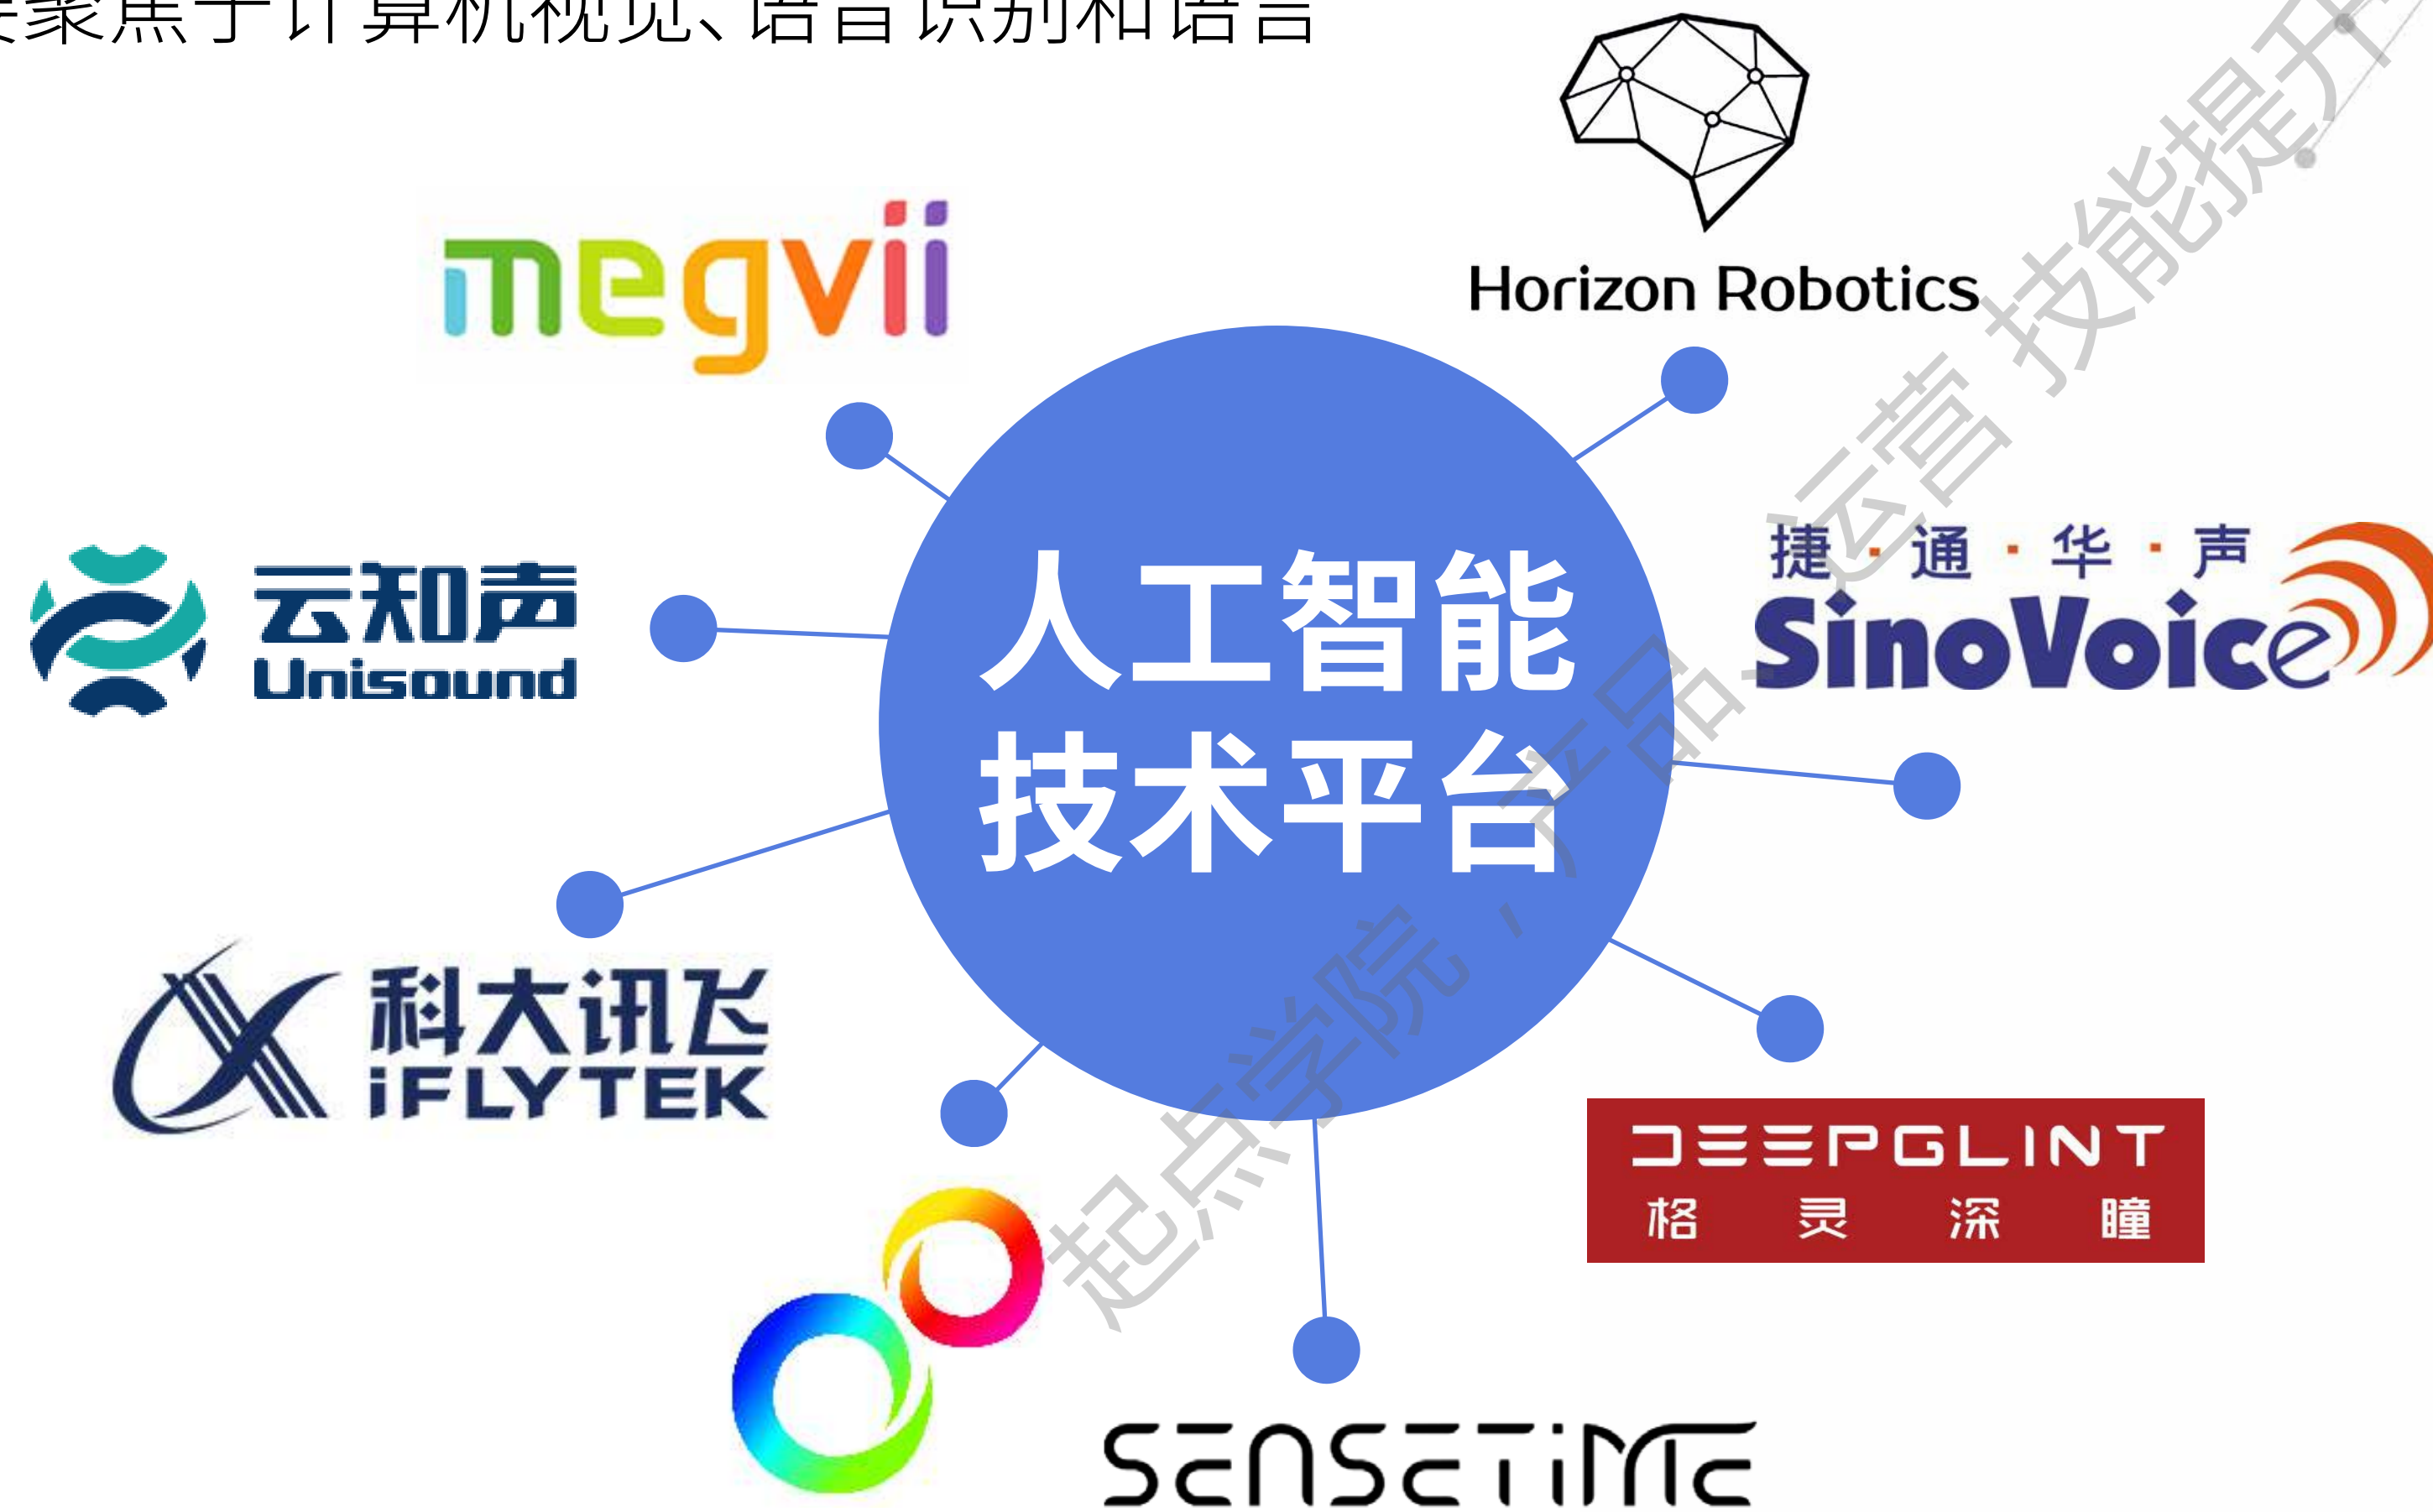 聚焦于计算机视觉、语音识别和语言
megvii
Horizon Robotics
捷·通·华·声
SinoVoice
云知声
Unisound
人工智能
技术平台
科大讯飞
iFLYTEK
DEEPGLINT
格灵深瞳
SENSETIME
起点学院，产品、运营 技能提升